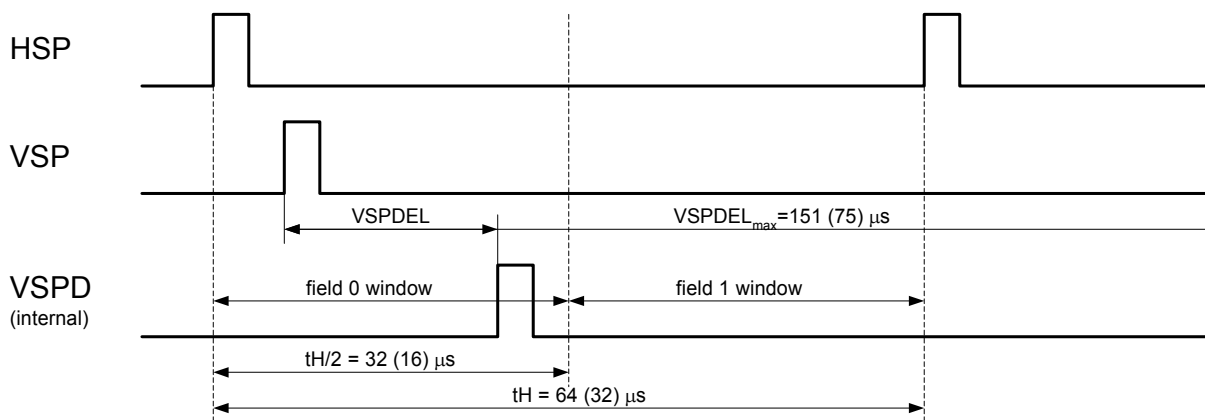 HSP
VSP
VSPDEL
VSPDELmax=151 (75) μs
VSPD
(internal)
field 0 window
field 1 window
tH/2 = 32 (16) μs
tH = 64 (32) μs